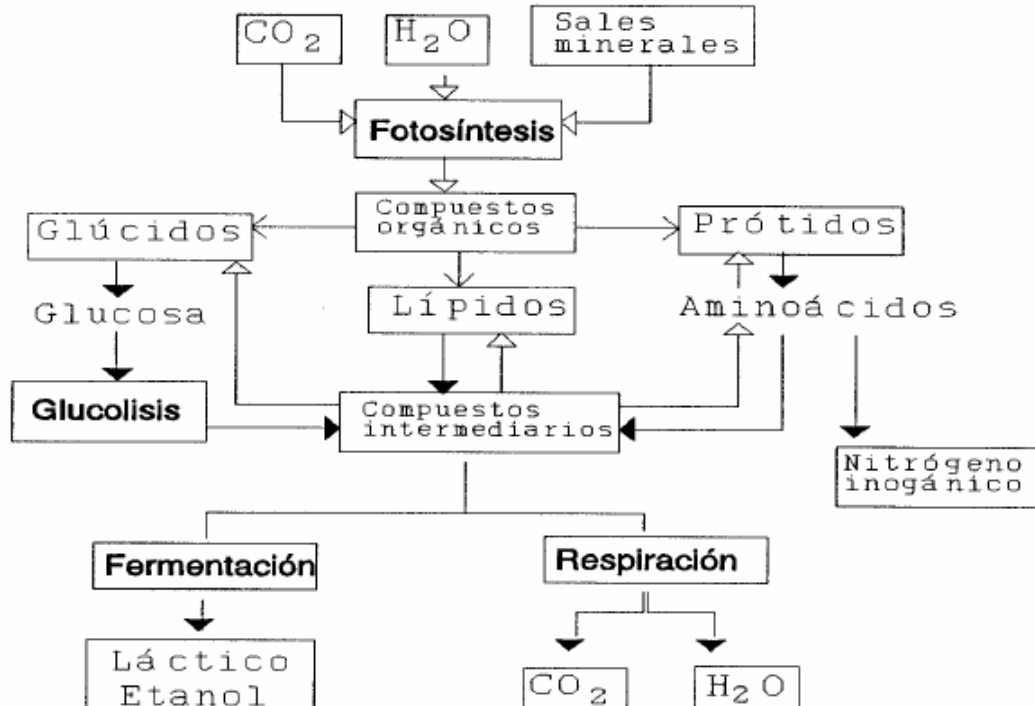 CO2
H2O
Sales
minerales
Fotosíntesis
Compuestos
orgánicos
Glúcidos
Prótidos
Glucosa
Lípidos
Aminoácidos
Glucolisis
Compuestos
intermediarios
Nitrógeno
inogánico
Fermentación
Respiración
Láctico
Etanol
CO2
H2O